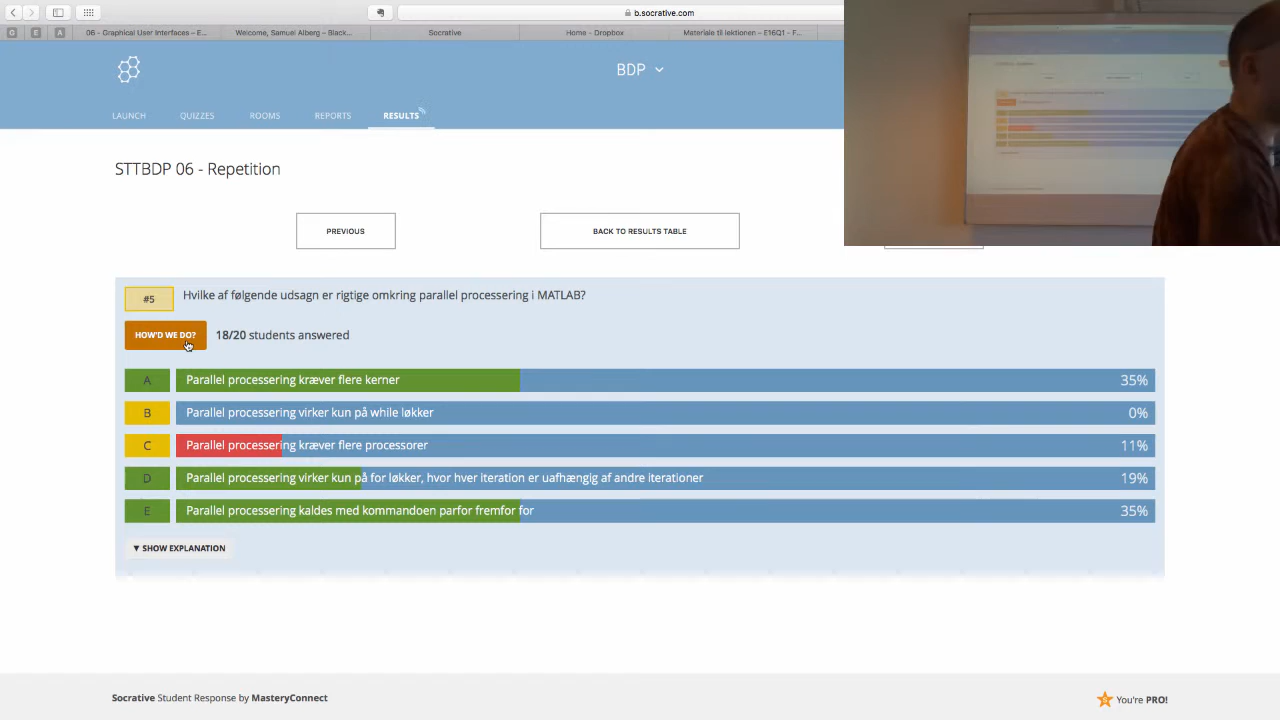 b.socrative.com
06 - Graphical User Interfaces – E...
Welcome, Samuel Alberg – Black...
Socrative
Home - Dropbox
Materiale til lektionen – E16Q1 – F...
BDP
LAUNCH
QUIZZES
ROOMS
REPORTS
RESULTS
STTBDP 06 - Repetition
PREVIOUS
BACK TO RESULTS TABLE
#5
Hvilke af følgende udsagn er rigtige omkring parallel processering i MATLAB?
HOW'D WE DO?
18/20 students answered
A Parallel processering kræver flere kerner 35%
B Parallel processering virker kun på while løkker 0%
C Parallel processering kræver flere processorer 11%
D Parallel processering virker kun på for løkker, hvor hver iteration er uafhængig af andre iterationer 19%
E Parallel processering kaldes med kommandoen parfor fremfor for 35%
▼ SHOW EXPLANATION
Socrative Student Response by MasteryConnect
You're PRO!